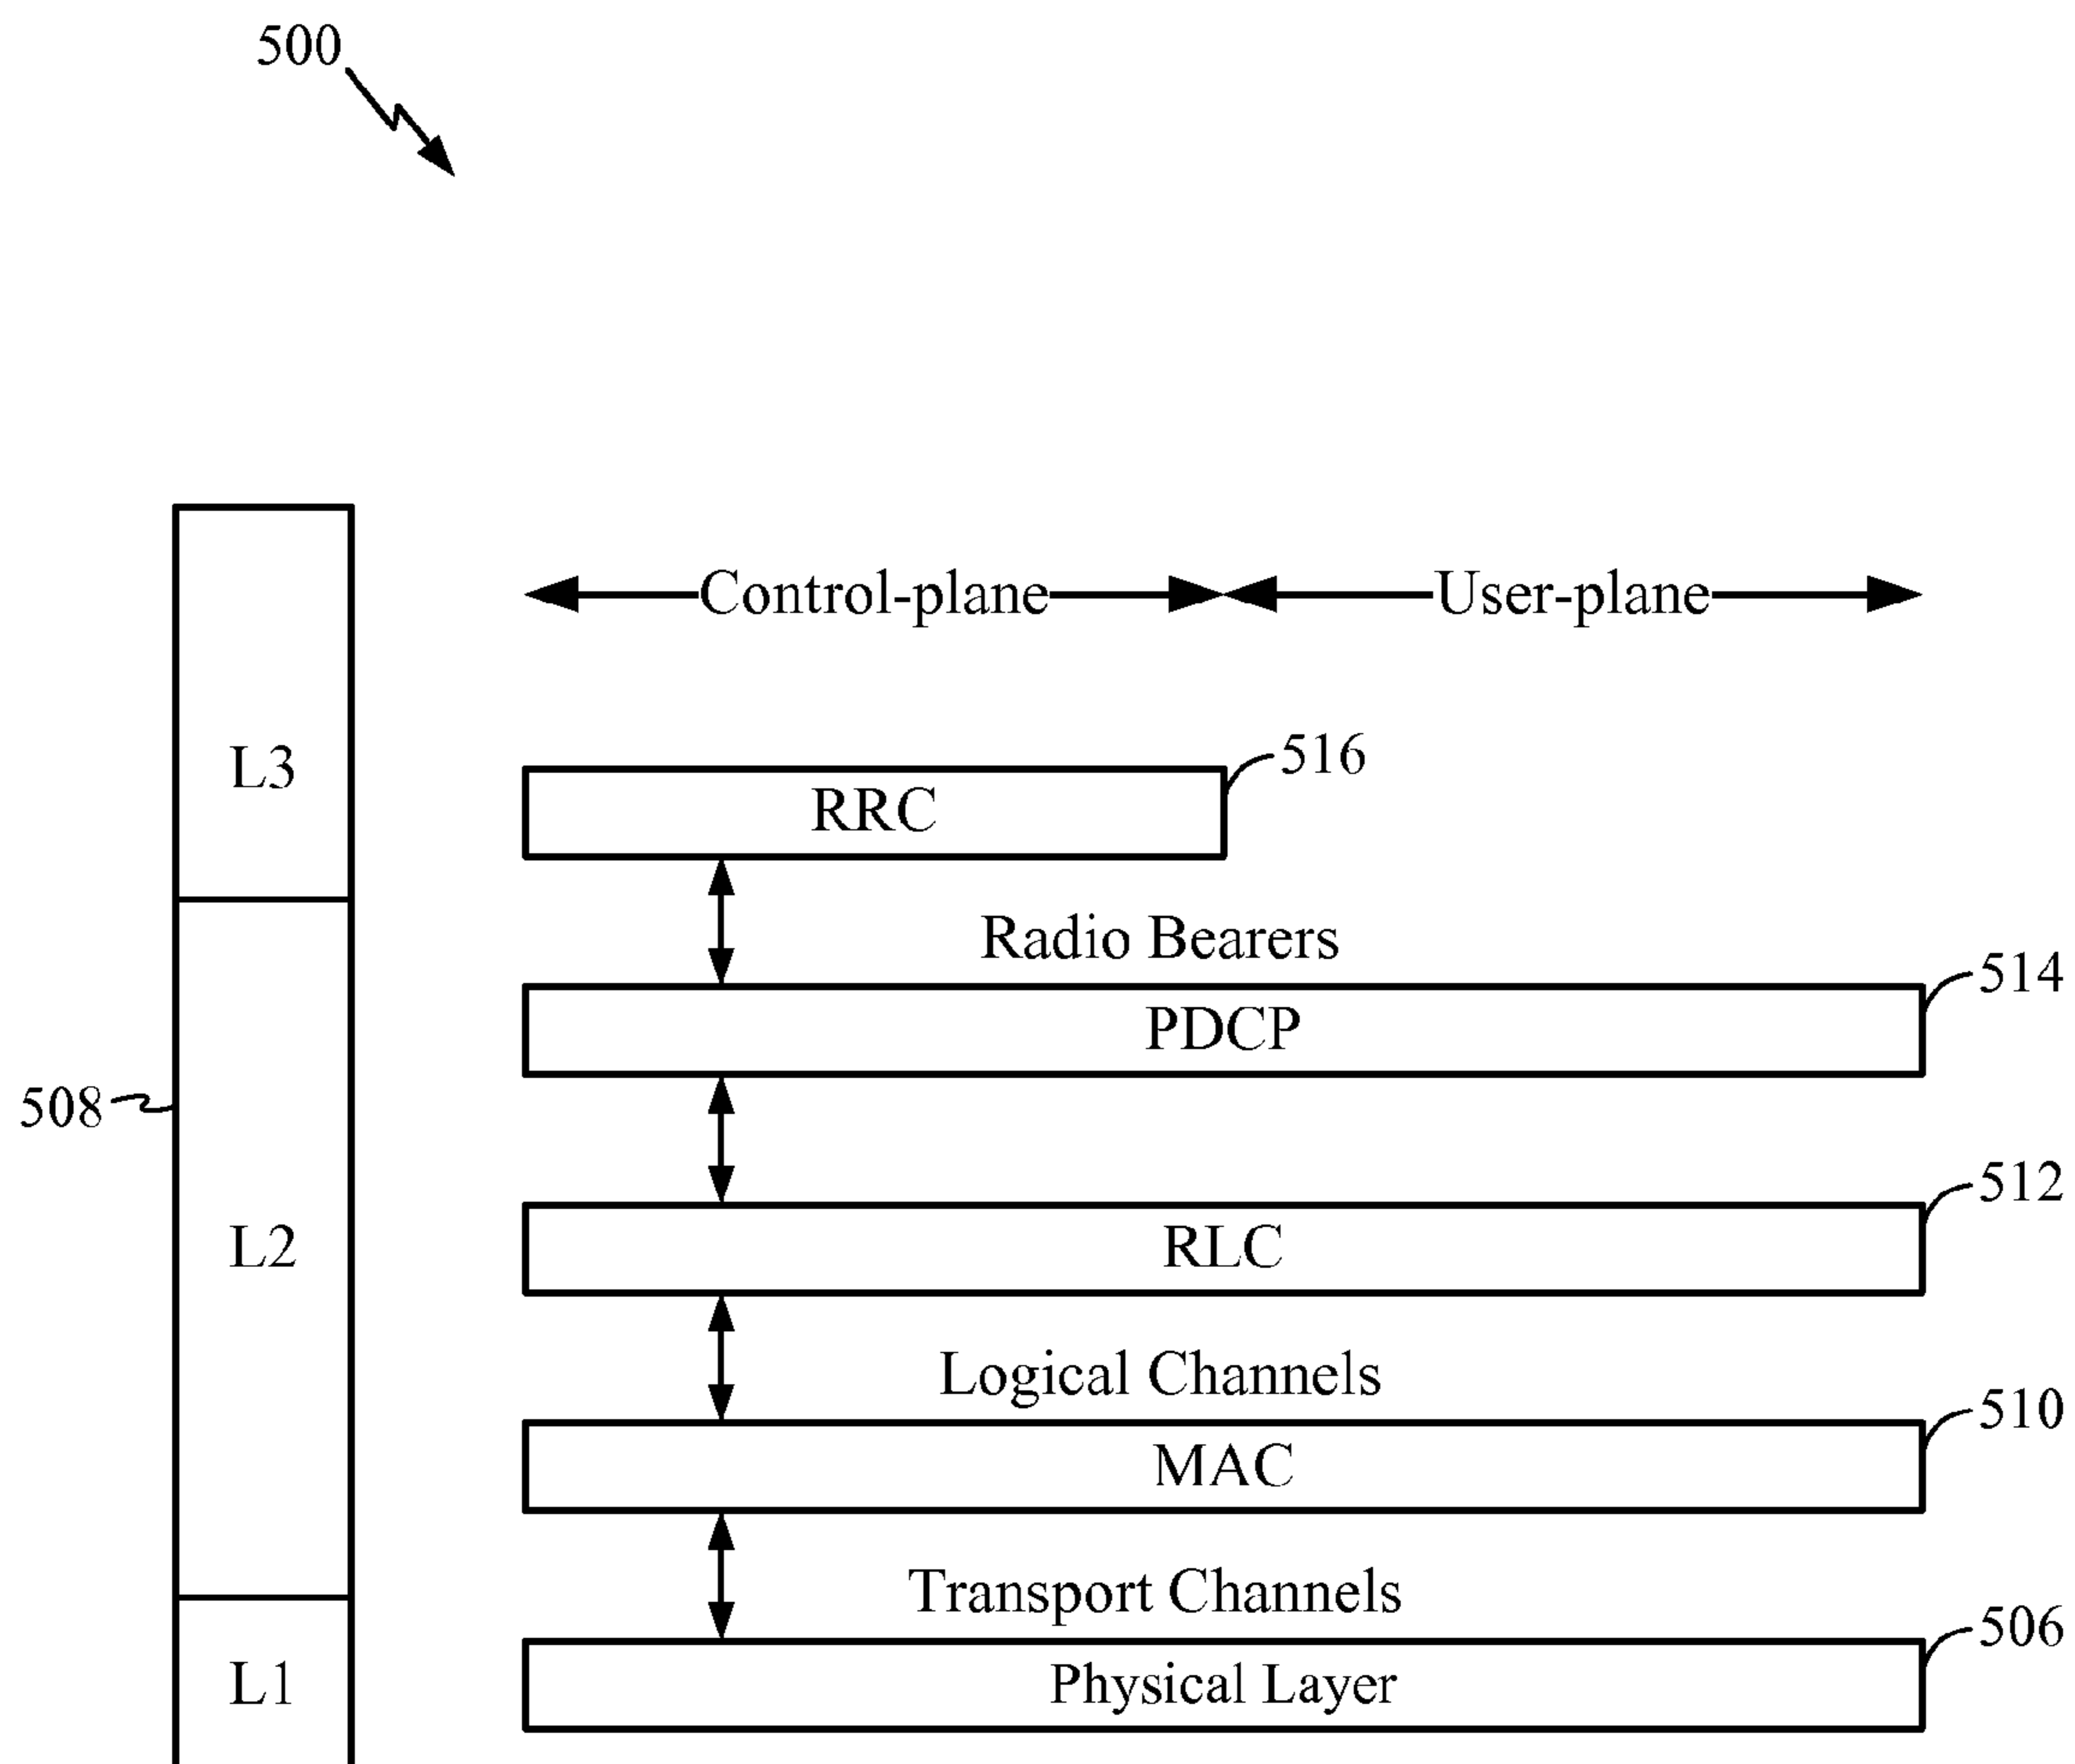 500
Control-plane
User-plane
L3
516
RRC
Radio Bearers
514
PDCP
508
512
L2
RLC
Logical Channels
510
MAC
Transport Channels
506
L1
Physical Layer